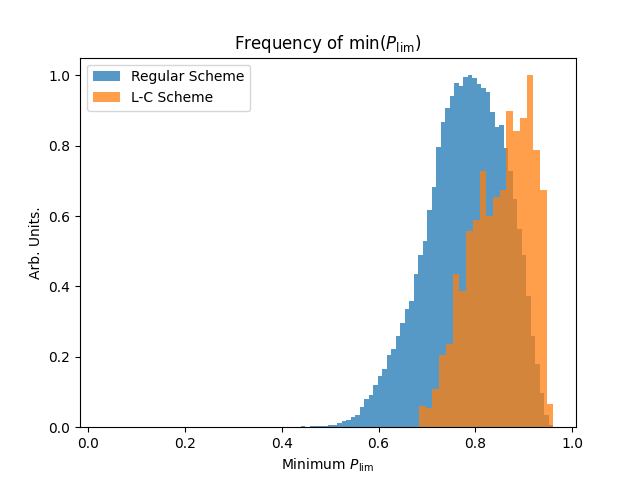 Frequency of min(P_lim)
Regular Scheme
L-C Scheme
Arb. Units.
1.0
0.8
0.6
0.4
0.2
0.0
0.0 0.2 0.4 0.6 0.8 1.0
Minimum P_lim